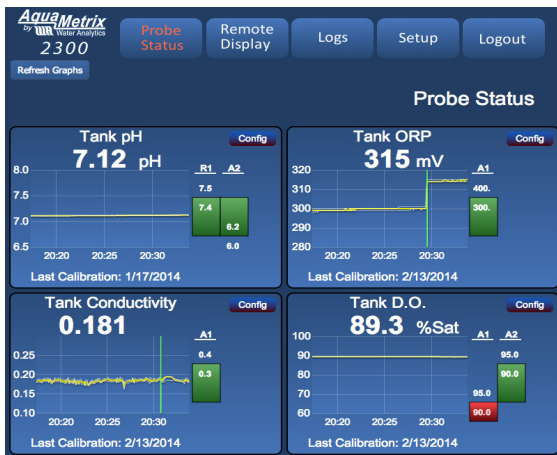 AquaMetrix
by WAI Water Analytics
2300
Probe Status
Remote Display
Logs
Setup
Logout
Refresh Graphs
Probe Status
Tank pH
Config
7.12 pH
R1 A2
8.0
7.5
7.5
7.4
7.0
6.2
6.5
6.0
20:20 20:25 20:30
Last Calibration: 1/17/2014
Tank ORP
Config
315 mV
A1
320
400.
310
300
300.
290
280
20:20 20:25 20:30
Last Calibration: 2/13/2014
Tank Conductivity
Config
0.181
A1
0.25
0.4
0.20
0.3
0.15
0.10
20:20 20:25 20:30
Last Calibration: 2/13/2014
Tank D.O.
Config
89.3 %Sat
A1 A2
100
95.0
90
90.0
80
70
95.0
60
90.0
20:20 20:25 20:30
Last Calibration: 2/13/2014